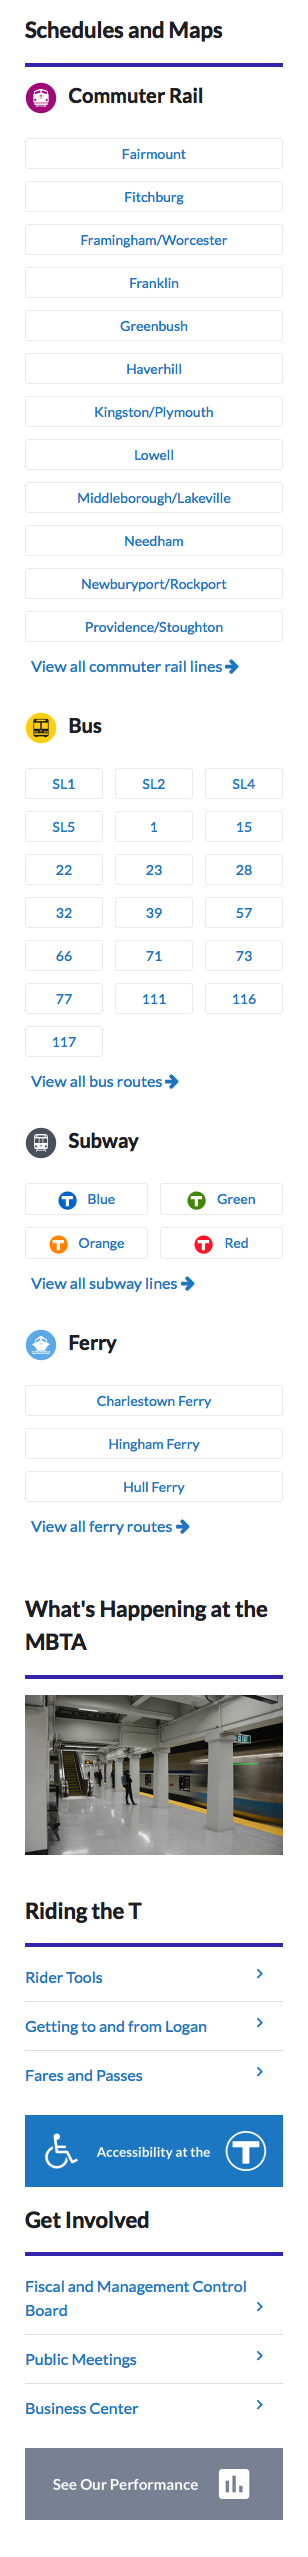 Schedules and Maps
Commuter Rail
Fairmount
Fitchburg
Framingham/Worcester
Franklin
Greenbush
Haverhill
Kingston/Plymouth
Lowell
Middleborough/Lakeville
Needham
Newburyport/Rockport
Providence/Stoughton
View all commuter rail lines
Bus
SL1 SL2 SL4
SL5 1 15
22 23 28
32 39 57
66 71 73
77 111 116
117
View all bus routes
Subway
T Blue T Green
T Orange T Red
View all subway lines
Ferry
Charlestown Ferry
Hingham Ferry
Hull Ferry
View all ferry routes
What's Happening at the
MBTA
Riding the T
Rider Tools
Getting to and from Logan
Fares and Passes
Accessibility at the T
Get Involved
Fiscal and Management Control
Board
Public Meetings
Business Center
See Our Performance